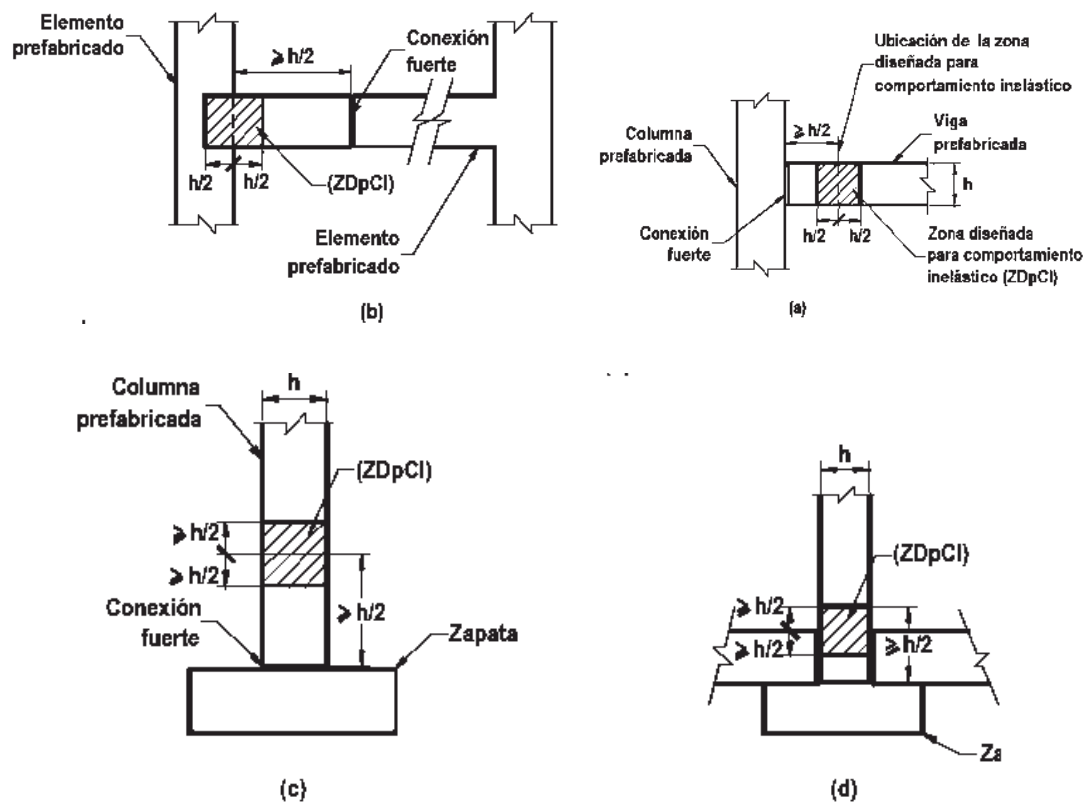 Elemento
prefabricado
⩾ h/2
Conexión
fuerte
h/2
h/2
(ZDpCI)
Elemento
prefabricado
(b)
Ubicación de la zona
diseñada para
comportamiento inelástico
Columna
prefabricada
⩾ h/2
Viga
prefabricada
h
Conexión
fuerte
h/2
h/2
Zona diseñada
para comportamiento
inelástico (ZDpCI)
(a)
Columna
prefabricada
h
(ZDpCI)
⩾ h/2
⩾ h/2
⩾ h/2
Conexión
fuerte
Zapata
(c)
h
(ZDpCI)
⩾ h/2
⩾ h/2
⩾ h/2
Za
(d)